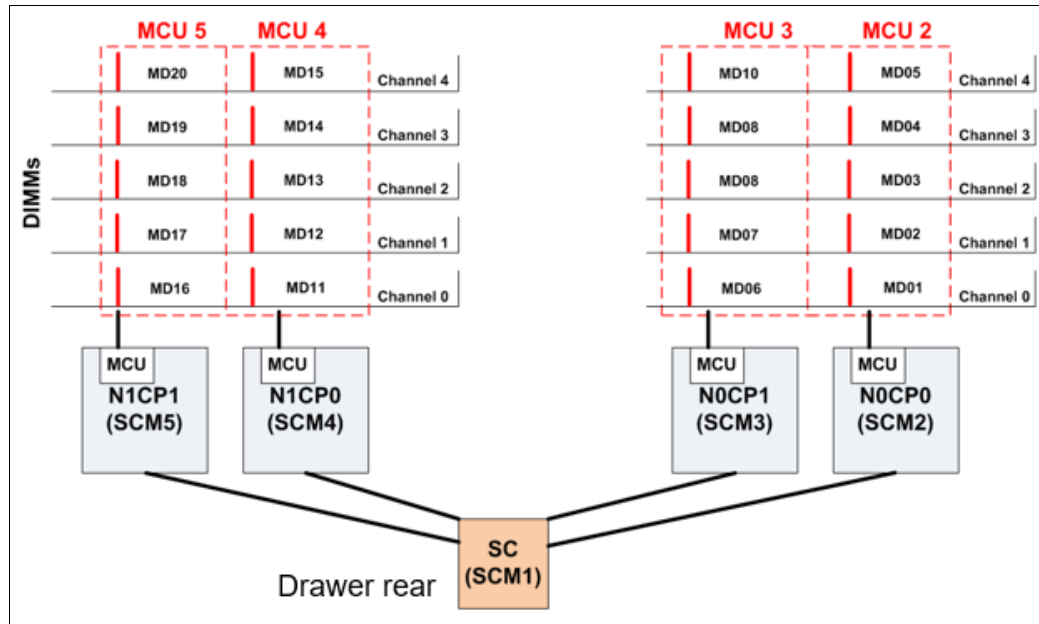 MCU 5 MCU 4 MCU 3 MCU 2
MD20 MD15 Channel 4 MD10 MD05 Channel 4
MD19 MD14 Channel 3 MD08 MD04 Channel 3
DIMMs
MD18 MD13 Channel 2 MD08 MD03 Channel 2
MD17 MD12 Channel 1 MD07 MD02 Channel 1
MD16 MD11 Channel 0 MD06 MD01 Channel 0
MCU MCU MCU MCU
N1CP1 N1CP0 N0CP1 N0CP0
(SCM5) (SCM4) (SCM3) (SCM2)
SC
(SCM1)
Drawer rear